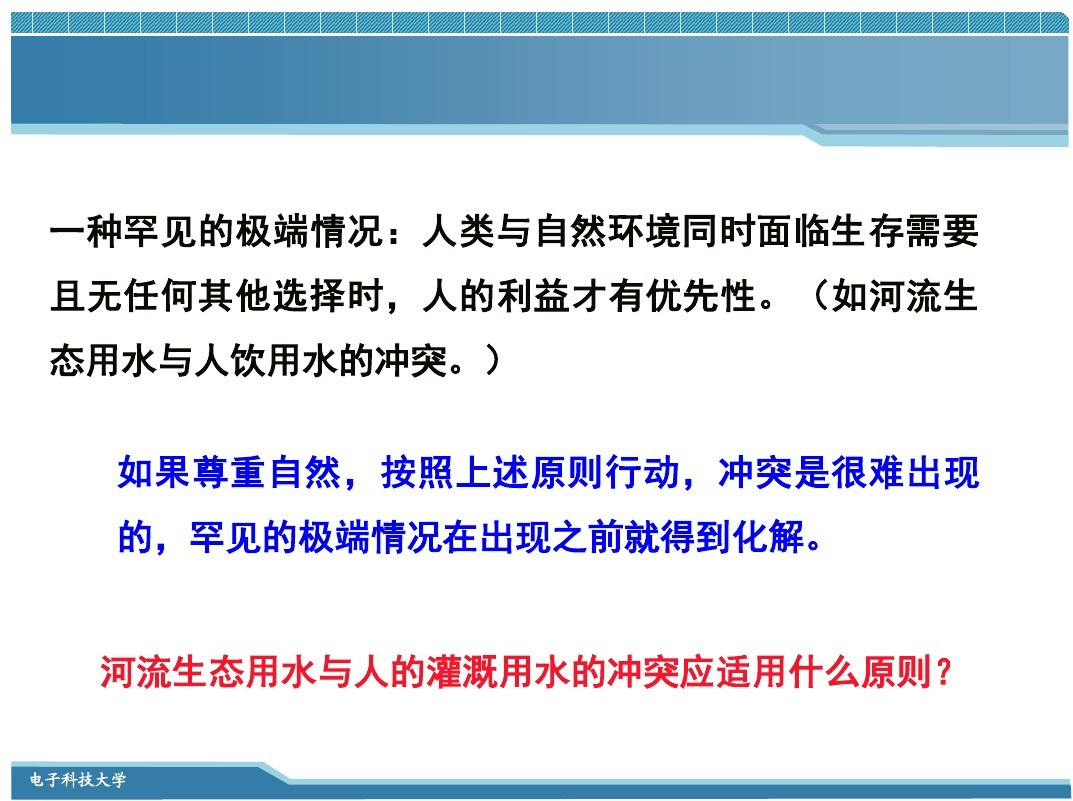 一种罕见的极端情况：人类与自然环境同时面临生存需要
且无任何其他选择时，人的利益才有优先性。（如河流生
态用水与人饮用水的冲突。）
如果尊重自然，按照上述原则行动，冲突是很难出现
的，罕见的极端情况在出现之前就得到化解。
河流生态用水与人的灌溉用水的冲突应适用什么原则？
电子科技大学